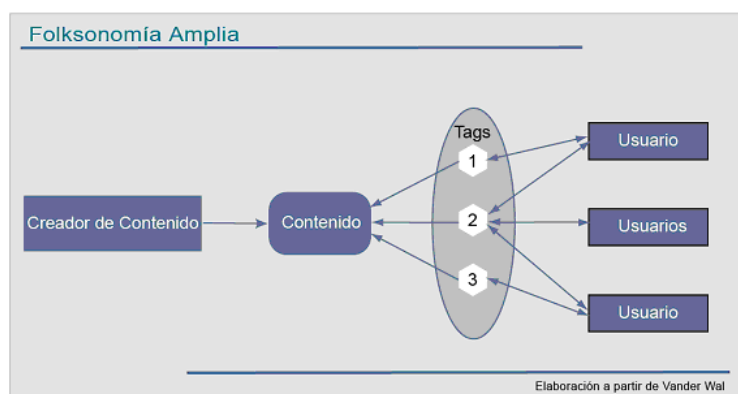 Folksonomía Amplia
Tags
1
Usuario
Creador de Contenido
Contenido
2
Usuarios
3
Usuario
Elaboración a partir de Vander Wal